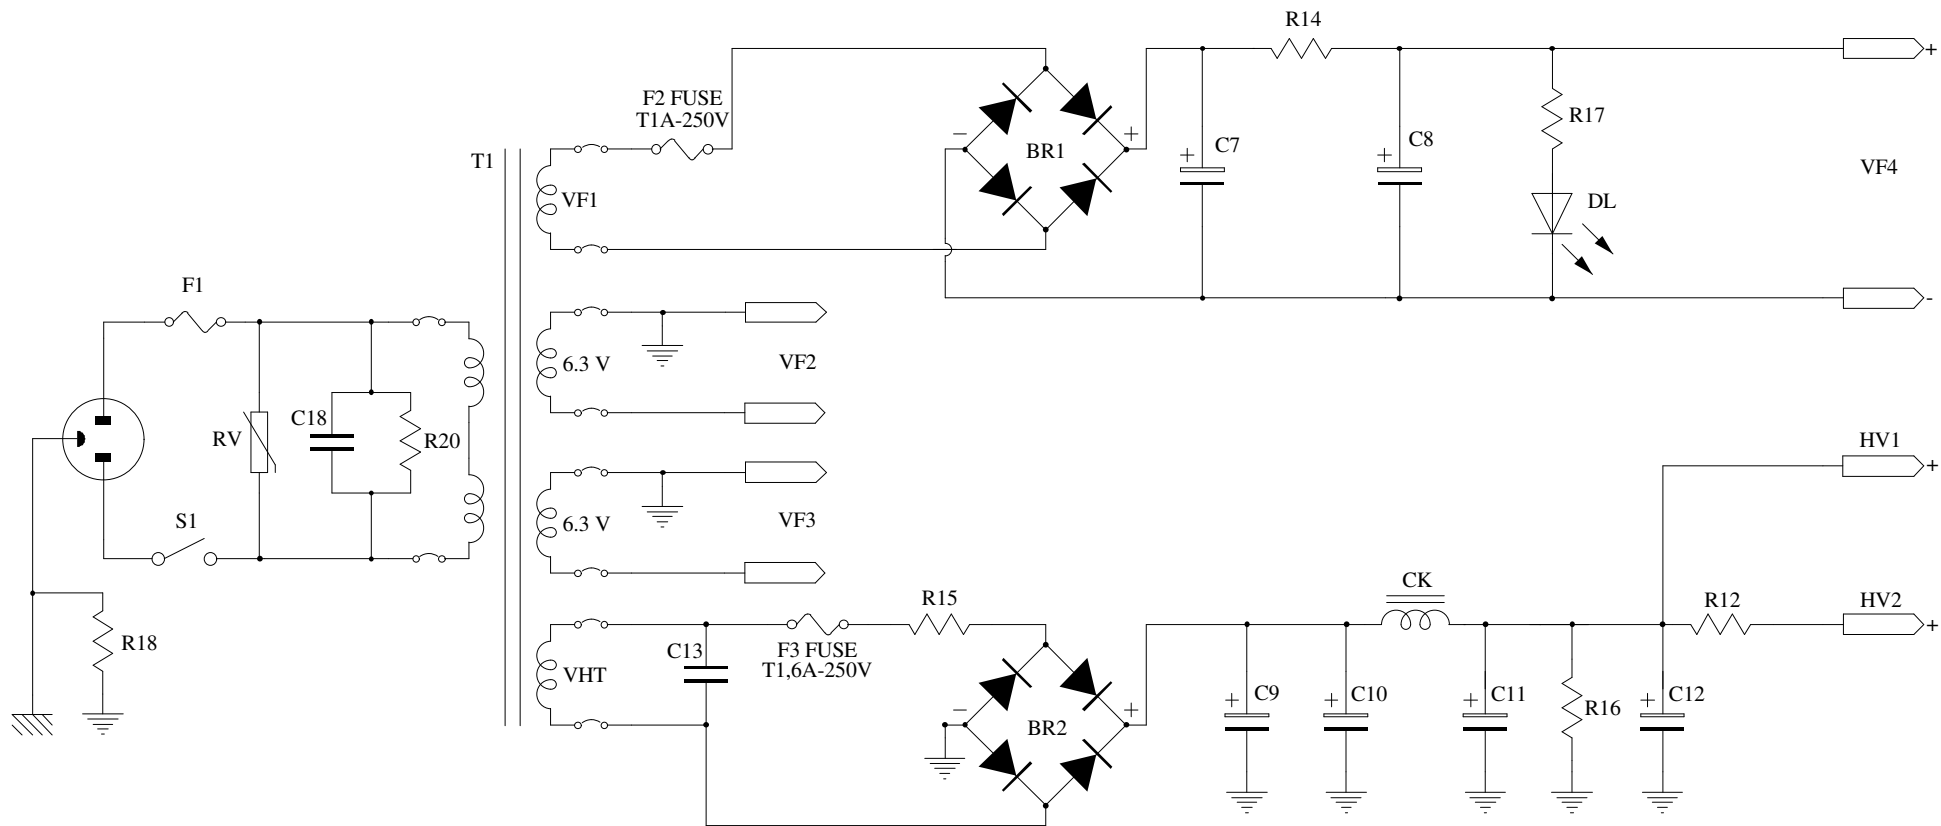 R14
+
F2 FUSE
T1A-250V
R17
T1
− BR1 +
+ C7
+ C8
VF4
VF1
DL
F1
-
6.3 V
VF2
C18
RV
R20
HV1
+
6.3 V
VF3
S1
CK
R15
R12
HV2
+
R18
C13
F3 FUSE
T1,6A-250V
VHT
− BR2 +
+ C9
+ C10
+ C11
R16
+ C12